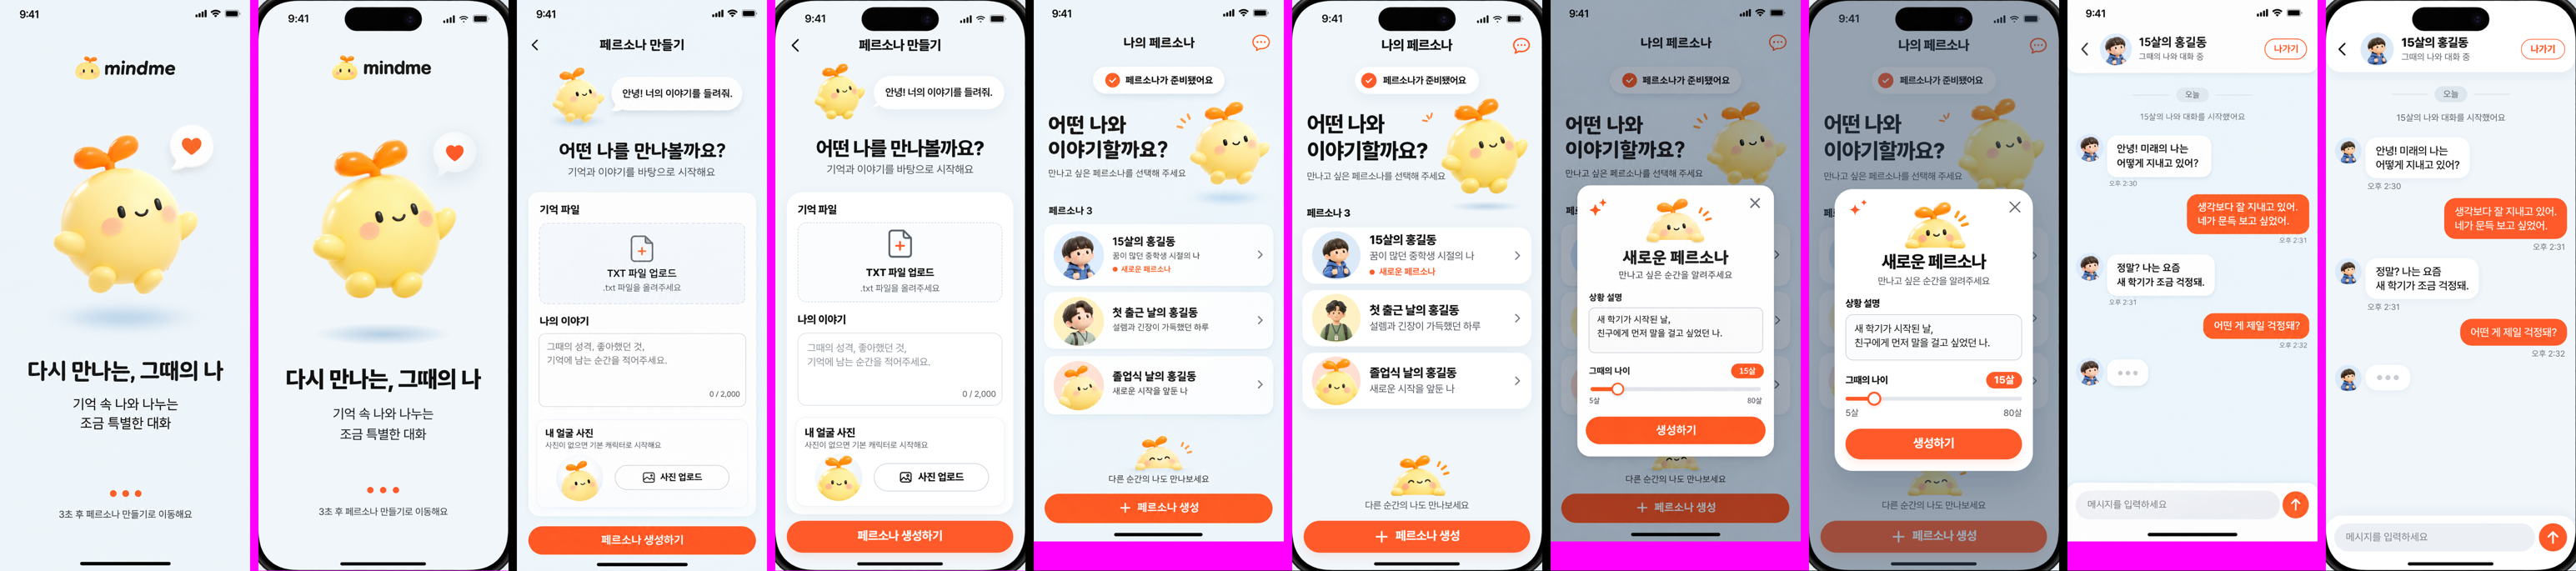 9:41
mindme
다시 만나는, 그때의 나
기억 속 나와 나누는
조금 특별한 대화
3초 후 페르소나 만들기로 이동해요
9:41
mindme
다시 만나는, 그때의 나
기억 속 나와 나누는
조금 특별한 대화
3초 후 페르소나 만들기로 이동해요
9:41
페르소나 만들기
안녕! 너의 이야기를 들려줘.
어떤 나를 만나볼까요?
기억과 이야기를 바탕으로 시작해요
기억 파일
TXT 파일 업로드
.txt 파일을 올려주세요
나의 이야기
그때의 성격, 좋아했던 것,
기억에 남는 순간을 적어주세요.
0 / 2,000
내 얼굴 사진
사진이 없으면 기본 캐릭터로 시작해요
사진 업로드
페르소나 생성하기
9:41
페르소나 만들기
안녕! 너의 이야기를 들려줘.
어떤 나를 만나볼까요?
기억과 이야기를 바탕으로 시작해요
기억 파일
TXT 파일 업로드
.txt 파일을 올려주세요
나의 이야기
그때의 성격, 좋아했던 것,
기억에 남는 순간을 적어주세요.
0 / 2,000
내 얼굴 사진
사진이 없으면 기본 캐릭터로 시작해요
사진 업로드
페르소나 생성하기
9:41
나의 페르소나
페르소나가 준비됐어요
어떤 나와
이야기할까요?
만나고 싶은 페르소나를 선택해 주세요
페르소나 3
15살의 홍길동
꿈이 많던 중학생 시절의 나
새로운 페르소나
첫 출근 날의 홍길동
설렘과 긴장이 가득했던 하루
졸업식 날의 홍길동
새로운 시작을 앞둔 나
다른 순간의 나도 만나보세요
+ 페르소나 생성
9:41
나의 페르소나
페르소나가 준비됐어요
어떤 나와
이야기할까요?
만나고 싶은 페르소나를 선택해 주세요
페르소나 3
15살의 홍길동
꿈이 많던 중학생 시절의 나
새로운 페르소나
첫 출근 날의 홍길동
설렘과 긴장이 가득했던 하루
졸업식 날의 홍길동
새로운 시작을 앞둔 나
다른 순간의 나도 만나보세요
+ 페르소나 생성
9:41
나의 페르소나
페르소나가 준비됐어요
어떤 나와
이야기할까요?
만나고 싶은 페르소나를 선택해 주세요
새로운 페르소나
만나고 싶은 순간을 알려주세요
상황 설명
새 학기가 시작된 날,
친구에게 먼저 말을 걸고 싶었던 나.
그때의 나이
15살
5살
80살
생성하기
다른 순간의 나도 만나보세요
+ 페르소나 생성
9:41
나의 페르소나
페르소나가 준비됐어요
어떤 나와
이야기할까요?
만나고 싶은 페르소나를 선택해 주세요
새로운 페르소나
만나고 싶은 순간을 알려주세요
상황 설명
새 학기가 시작된 날,
친구에게 먼저 말을 걸고 싶었던 나.
그때의 나이
15살
5살
80살
생성하기
다른 순간의 나도 만나보세요
+ 페르소나 생성
9:41
15살의 홍길동
그때의 나와 대화 중
나가기
오늘
15살의 나와 대화를 시작했어요
안녕! 미래의 나는
어떻게 지내고 있어?
오후 2:30
생각보다 잘 지내고 있어.
네가 문득 보고 싶었어.
오후 2:31
정말? 나는 요즘
새 학기가 조금 걱정돼.
오후 2:31
어떤 게 제일 걱정돼?
오후 2:32
메시지를 입력하세요
15살의 홍길동
그때의 나와 대화 중
나가기
오늘
15살의 나와 대화를 시작했어요
안녕! 미래의 나는
어떻게 지내고 있어?
오후 2:30
생각보다 잘 지내고 있어.
네가 문득 보고 싶었어.
오후 2:31
정말? 나는 요즘
새 학기가 조금 걱정돼.
오후 2:31
어떤 게 제일 걱정돼?
오후 2:32
메시지를 입력하세요